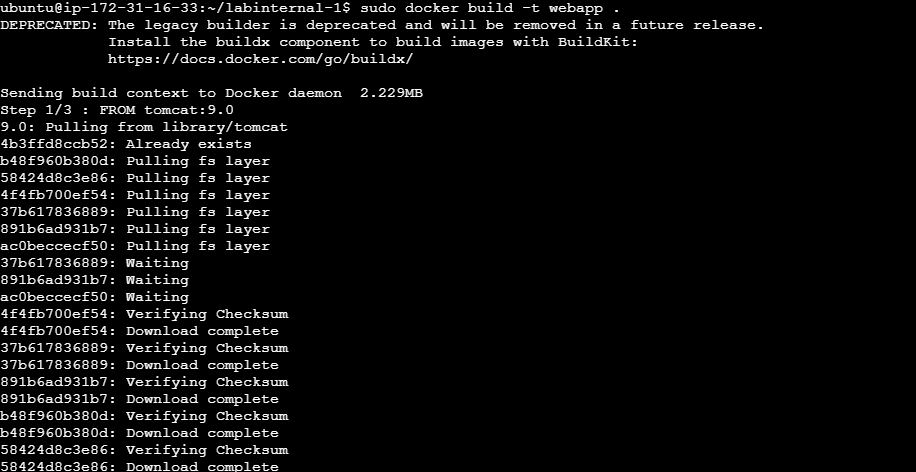 ubuntu@ip-172-31-16-33:~/labinternal-1$ sudo docker build -t webapp .
DEPRECATED: The legacy builder is deprecated and will be removed in a future release.
Install the buildx component to build images with BuildKit:
https://docs.docker.com/go/buildx/
Sending build context to Docker daemon  2.229MB
Step 1/3 : FROM tomcat:9.0
9.0: Pulling from library/tomcat
4b3ffd8ccb52: Already exists
b48f960b380d: Pulling fs layer
58424d8c3e86: Pulling fs layer
4f4fb700ef54: Pulling fs layer
37b617836889: Pulling fs layer
891b6ad931b7: Pulling fs layer
ac0beccecf50: Pulling fs layer
37b617836889: Waiting
891b6ad931b7: Waiting
ac0beccecf50: Waiting
4f4fb700ef54: Verifying Checksum
4f4fb700ef54: Download complete
37b617836889: Verifying Checksum
37b617836889: Download complete
891b6ad931b7: Verifying Checksum
891b6ad931b7: Download complete
b48f960b380d: Verifying Checksum
b48f960b380d: Download complete
58424d8c3e86: Verifying Checksum
58424d8c3e86: Download complete